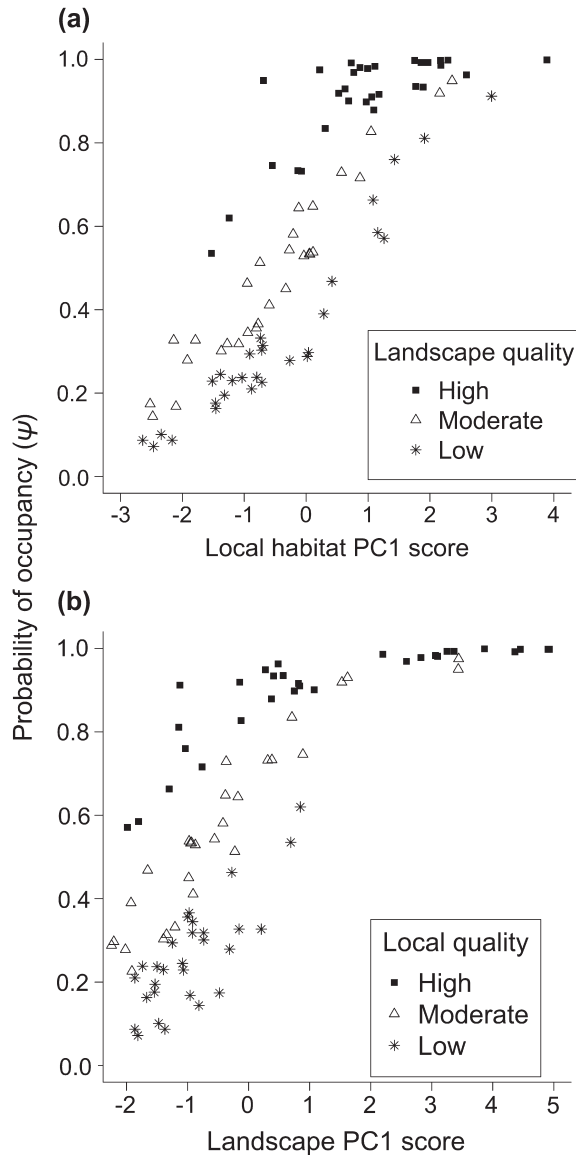 (a)
1.0
0.8
0.6
0.4
0.2
0.0
Landscape quality
High
Moderate
Low
-3 -2 -1 0 1 2 3 4
Local habitat PC1 score
Probability of occupancy (ψ)
(b)
1.0
0.8
0.6
0.4
0.2
0.0
Local quality
High
Moderate
Low
-2 -1 0 1 2 3 4 5
Landscape PC1 score